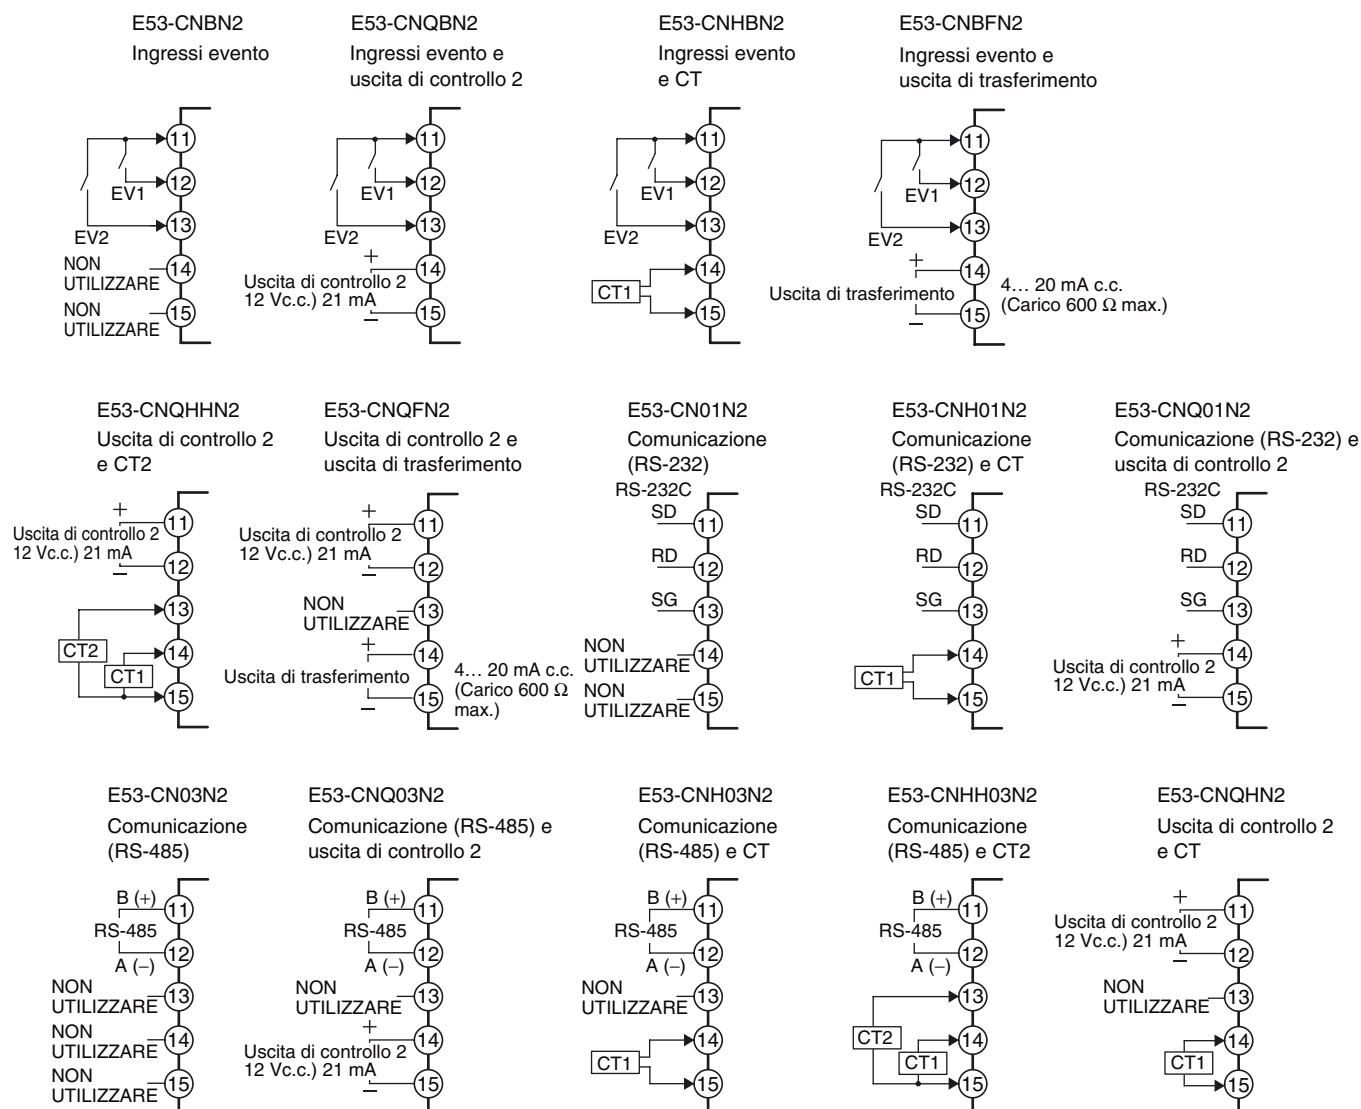 E53-CNBN2
Ingressi evento
11
12
EV1
13
EV2
NON
UTILIZZARE
14
NON
UTILIZZARE
15
E53-CNQBN2
Ingressi evento e
uscita di controllo 2
11
12
EV1
13
EV2
+
14
Uscita di controllo 2
12 Vc.c.) 21 mA
15
−
E53-CNHBN2
Ingressi evento
e CT
11
12
EV1
13
EV2
14
CT1
15
E53-CNBFN2
Ingressi evento e
uscita di trasferimento
11
12
EV1
13
EV2
+
14
Uscita di trasferimento
4… 20 mA c.c.
(Carico 600 Ω max.)
15
−
E53-CNQHHN2
Uscita di controllo 2
e CT2
+
11
Uscita di controllo 2
12 Vc.c.) 21 mA
12
−
13
CT2
14
CT1
15
E53-CNQFN2
Uscita di controllo 2 e
uscita di trasferimento
+
11
Uscita di controllo 2
12 Vc.c.) 21 mA
12
−
NON
UTILIZZARE
13
+
14
Uscita di trasferimento
4… 20 mA c.c.
(Carico 600 Ω
max.)
15
−
E53-CN01N2
Comunicazione
(RS-232)
RS-232C
SD
11
RD
12
SG
13
NON
UTILIZZARE
14
NON
UTILIZZARE
15
E53-CNH01N2
Comunicazione
(RS-232) e CT
RS-232C
SD
11
RD
12
SG
13
14
CT1
15
E53-CNQ01N2
Comunicazione (RS-232) e
uscita di controllo 2
RS-232C
SD
11
RD
12
SG
13
+
14
Uscita di controllo 2
12 Vc.c.) 21 mA
15
−
E53-CN03N2
Comunicazione
(RS-485)
B (+)
11
RS-485
12
A (−)
NON
UTILIZZARE
13
NON
UTILIZZARE
14
NON
UTILIZZARE
15
E53-CNQ03N2
Comunicazione (RS-485) e
uscita di controllo 2
B (+)
11
RS-485
12
A (−)
NON
UTILIZZARE
13
+
14
Uscita di controllo 2
12 Vc.c.) 21 mA
15
−
E53-CNH03N2
Comunicazione
(RS-485) e CT
B (+)
11
RS-485
12
A (−)
NON
UTILIZZARE
13
14
CT1
15
E53-CNHH03N2
Comunicazione
(RS-485) e CT2
B (+)
11
RS-485
12
A (−)
13
CT2
14
CT1
15
E53-CNQHN2
Uscita di controllo 2
e CT
+
11
Uscita di controllo 2
12 Vc.c.) 21 mA
12
−
NON
UTILIZZARE
13
14
CT1
15